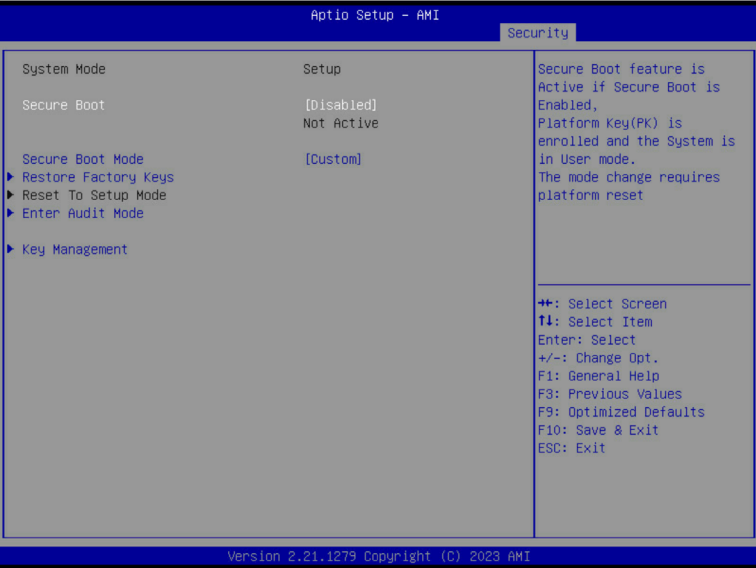 Aptio Setup – AMI
Security
System Mode Setup
Secure Boot [Disabled]
Not Active
Secure Boot Mode [Custom]
Restore Factory Keys
Reset To Setup Mode
Enter Audit Mode
Key Management
Secure Boot feature is
Active if Secure Boot is
Enabled,
Platform Key(PK) is
enrolled and the System is
in User mode.
The mode change requires
platform reset
→←: Select Screen
↑↓: Select Item
Enter: Select
+/-: Change Opt.
F1: General Help
F3: Previous Values
F9: Optimized Defaults
F10: Save & Exit
ESC: Exit
Version 2.21.1279 Copyright (C) 2023 AMI